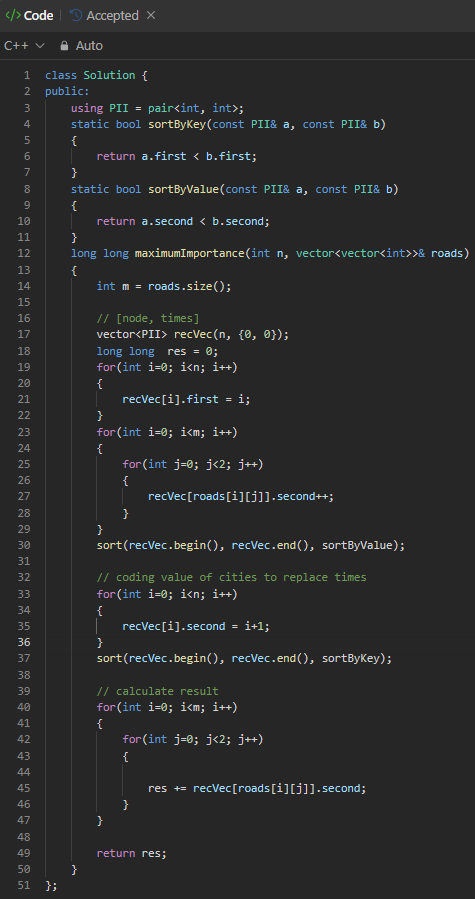 </> Code | Accepted ×
C++ Auto
1 class Solution {
2 public:
3     using PII = pair<int, int>;
4     static bool sortByKey(const PII& a, const PII& b)
5     {
6         return a.first < b.first;
7     }
8     static bool sortByValue(const PII& a, const PII& b)
9     {
10         return a.second < b.second;
11     }
12     long long maximumImportance(int n, vector<vector<int>>& roads)
13     {
14         int m = roads.size();
15
16         // [node, times]
17         vector<PII> recVec(n, {0, 0});
18         long long  res = 0;
19         for(int i=0; i<n; i++)
20         {
21             recVec[i].first = i;
22         }
23         for(int i=0; i<m; i++)
24         {
25             for(int j=0; j<2; j++)
26             {
27                 recVec[roads[i][j]].second++;
28             }
29         }
30         sort(recVec.begin(), recVec.end(), sortByValue);
31
32         // coding value of cities to replace times
33         for(int i=0; i<n; i++)
34         {
35             recVec[i].second = i+1;
36         }
37         sort(recVec.begin(), recVec.end(), sortByKey);
38
39         // calculate result
40         for(int i=0; i<m; i++)
41         {
42             for(int j=0; j<2; j++)
43             {
44
45                 res += recVec[roads[i][j]].second;
46             }
47         }
48
49         return res;
50     }
51 };